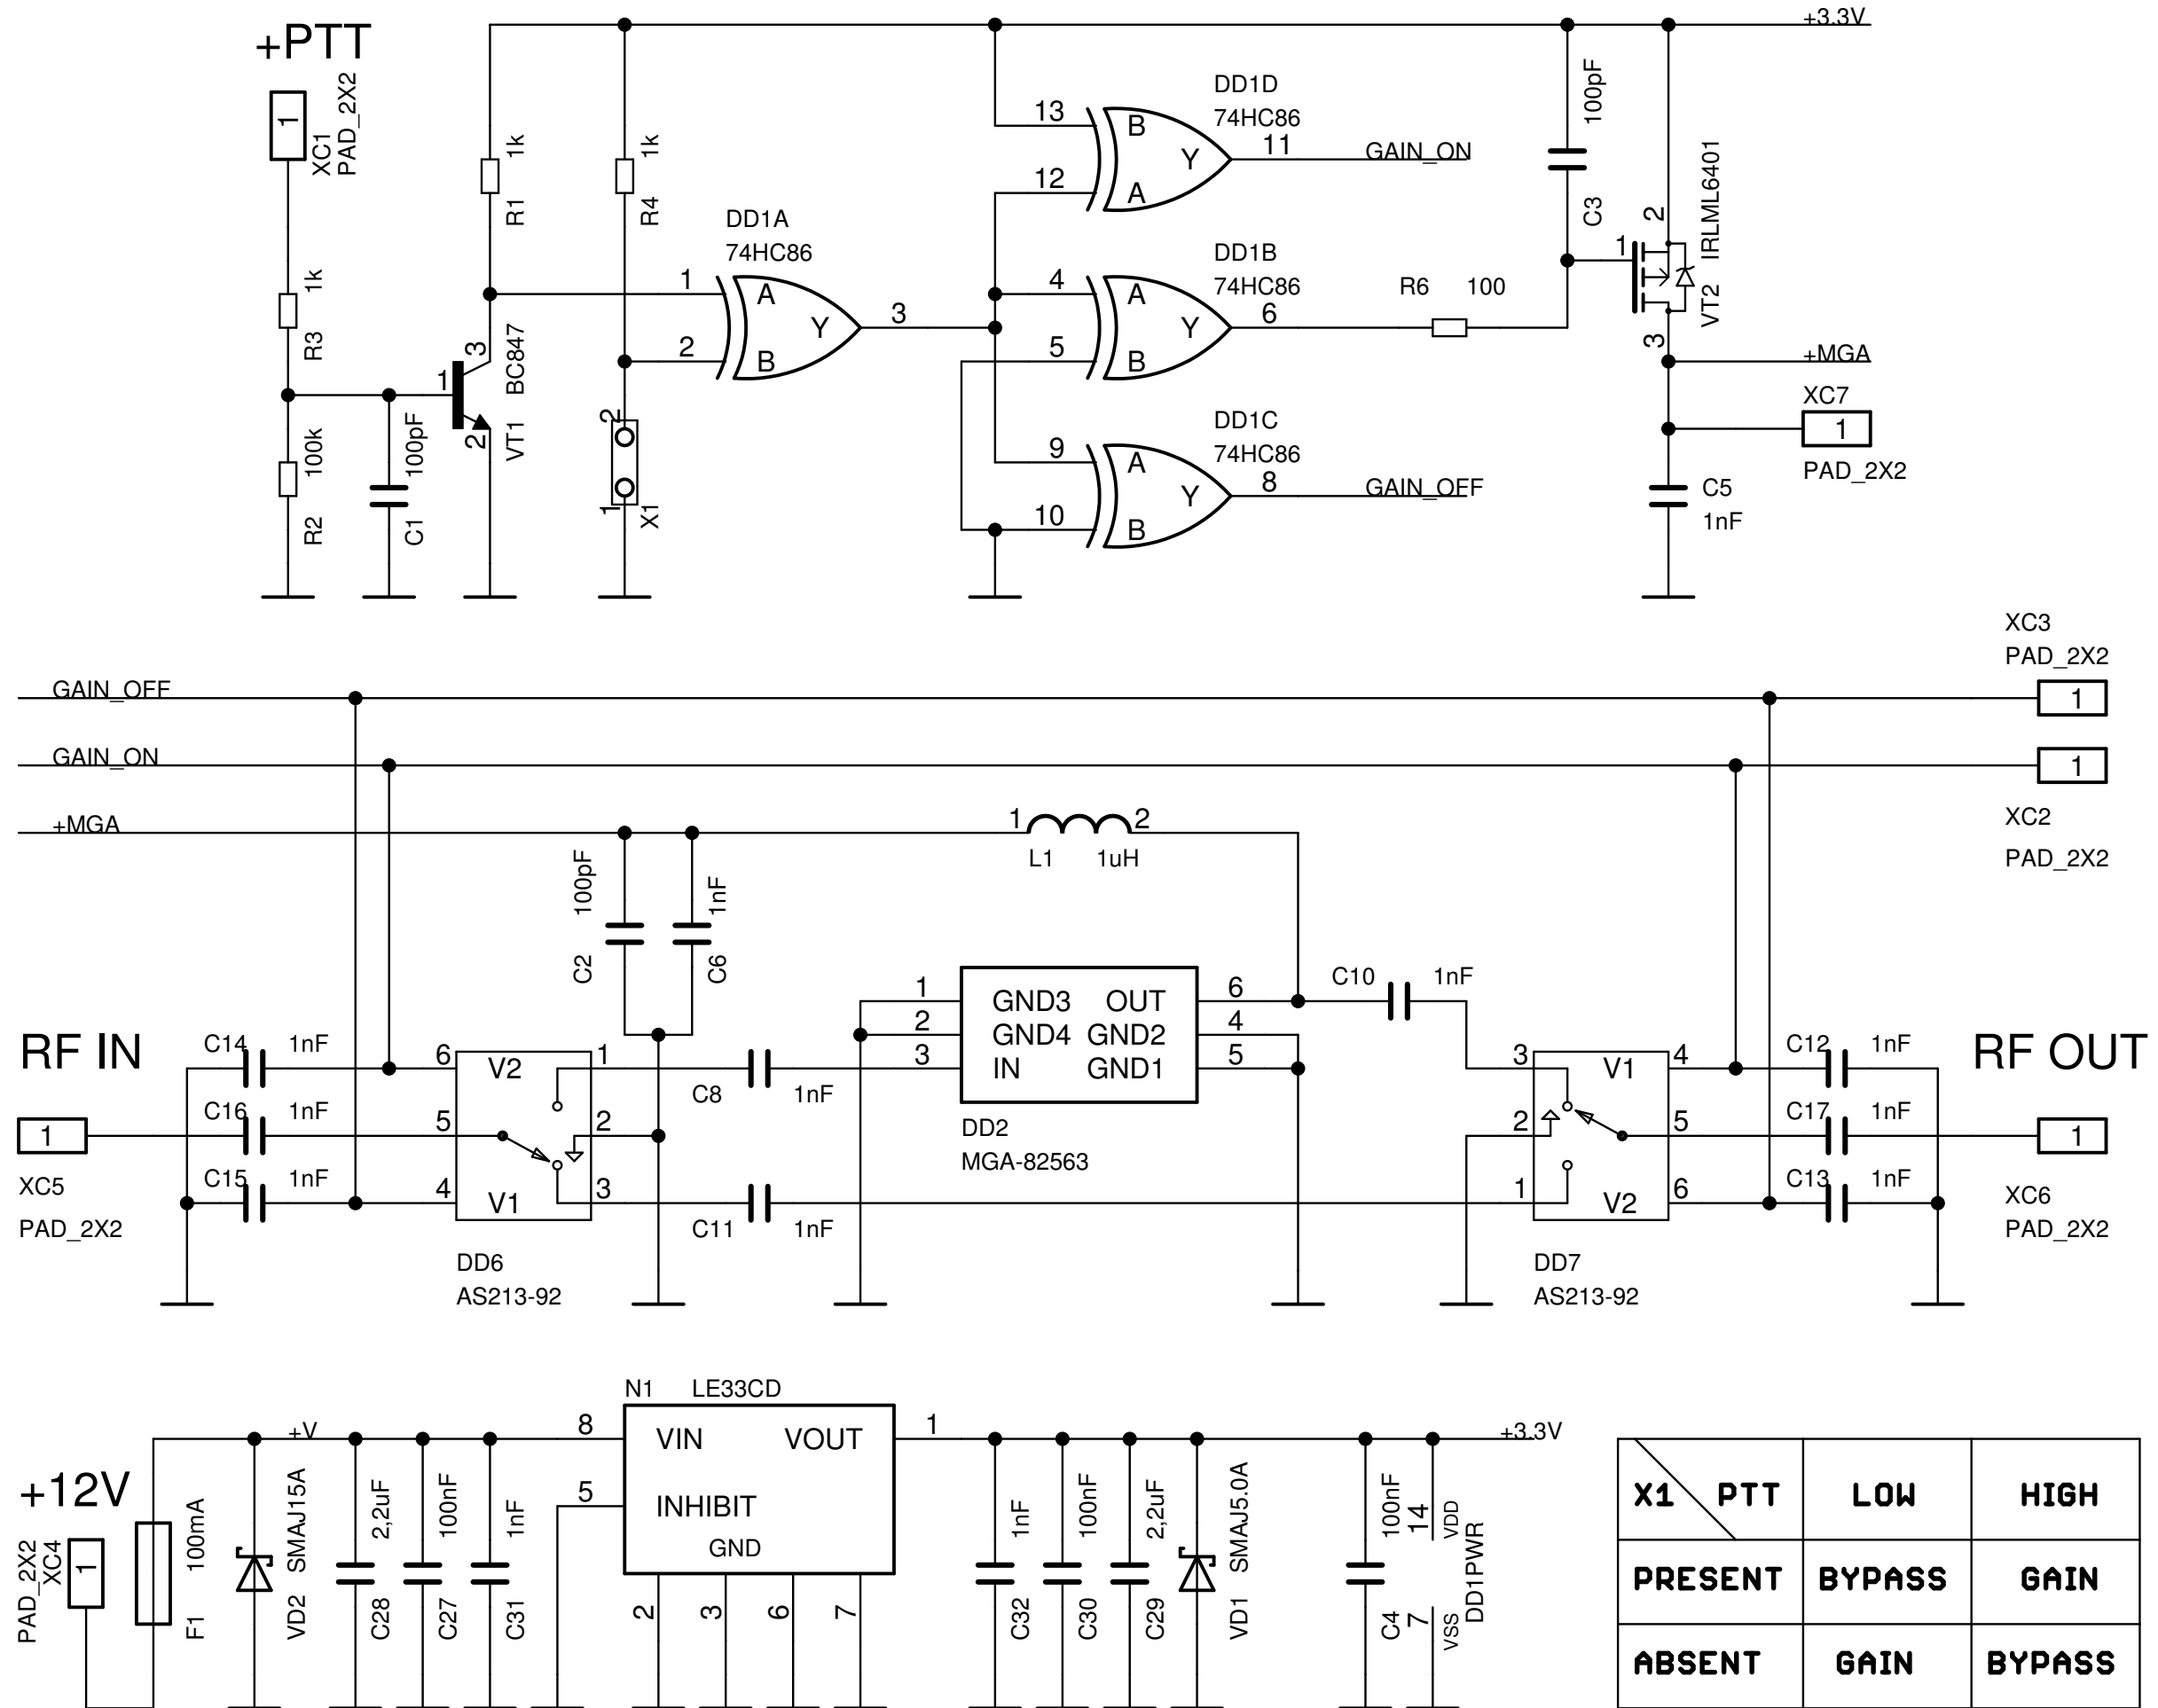 +PTT
1
XC1
PAD_2X2
1k
R3
100k
R2
100pF
C1
1
3
2
BC847
VT1
1k
R1
1k
R4
2
1
X1
DD1A
74HC86
1
2
A
B
Y
3
DD1D
74HC86
13
12
B
A
Y
11
GAIN_ON
DD1B
74HC86
4
5
A
B
Y
6
DD1C
74HC86
9
10
A
B
Y
8
GAIN_OFF
R6 100
100pF
C3
+3.3V
1
2
3
IRLML6401
VT2
+MGA
XC7
1
PAD_2X2
C5
1nF
XC3
PAD_2X2
1
GAIN_OFF
GAIN_ON
1
XC2
PAD_2X2
+MGA
1 2
L1 1uH
100pF
C2
1nF
C6
RF IN
1
XC5
PAD_2X2
C14 1nF
C16 1nF
C15 1nF
6
5
4
V2
V1
1
2
3
DD6
AS213-92
C8 1nF
C11 1nF
1
2
3
GND3 OUT
GND4 GND2
IN GND1
6
4
5
DD2
MGA-82563
C10 1nF
3
2
1
V1
V2
4
5
6
DD7
AS213-92
C12 1nF
C17 1nF
C13 1nF
RF OUT
1
XC6
PAD_2X2
+12V
PAD_2X2
XC4
1
100mA
F1
+V
SMAJ15A
VD2
2,2uF
C28
100nF
C27
1nF
C31
N1 LE33CD
8
5
VIN VOUT
INHIBIT
GND
1
2
3
6
7
1nF
C32
100nF
C30
2,2uF
C29
SMAJ5.0A
VD1
100nF
C4
14
7
VDD
VSS
DD1PWR
+3.3V
X1 PTT LOW HIGH
PRESENT BYPASS GAIN
ABSENT GAIN BYPASS